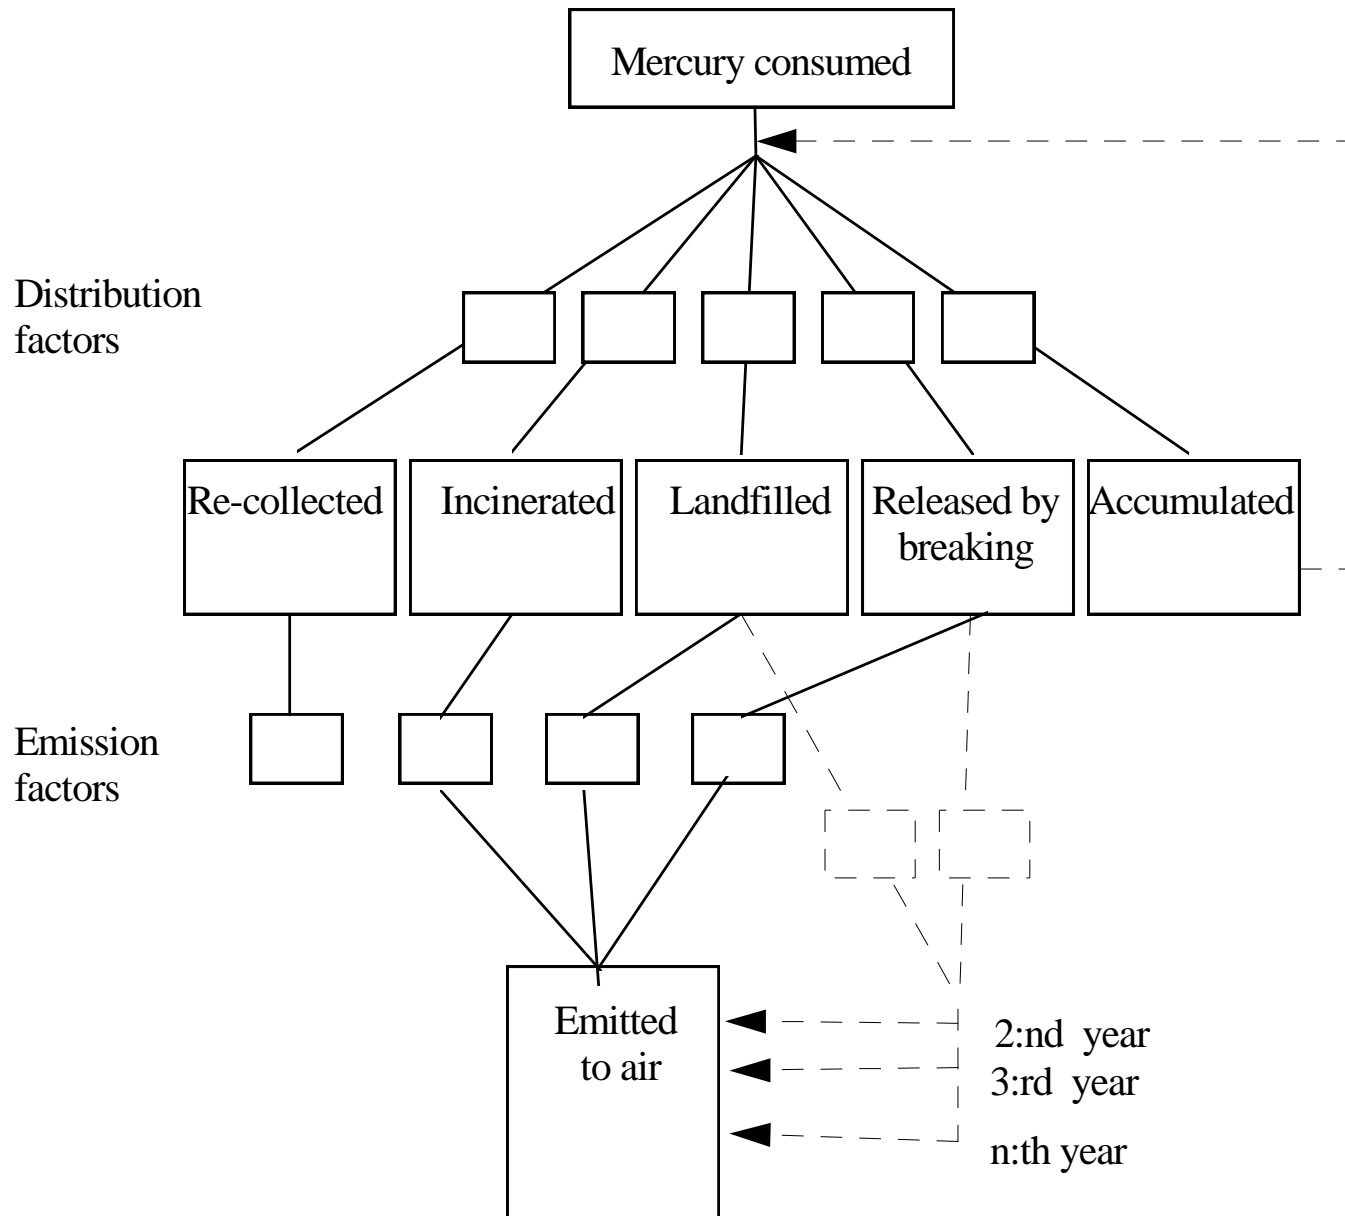 Mercury consumed
Distribution
factors
Re-collected
Incinerated
Landfilled
Released by
breaking
Accumulated
Emission
factors
Emitted
to air
2:nd year
3:rd year
n:th year